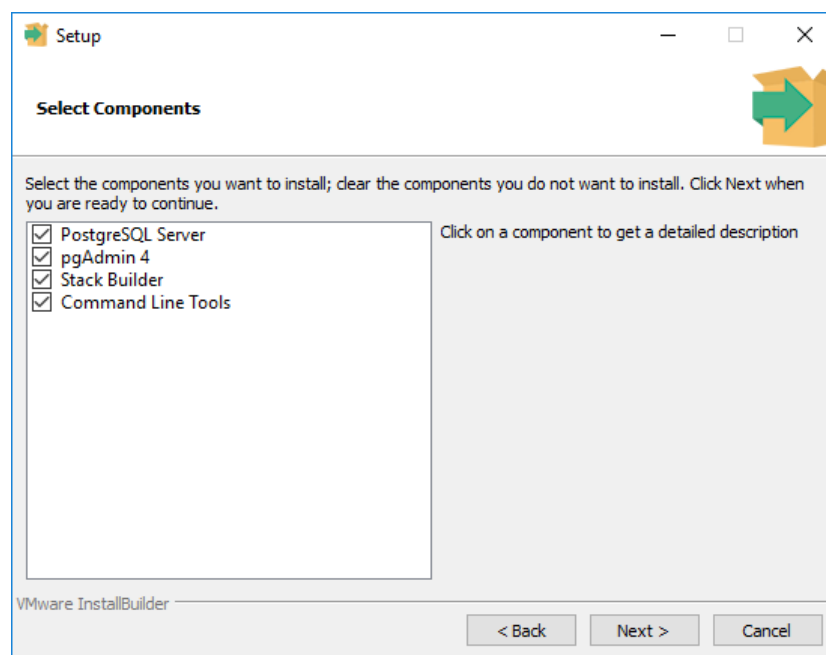 Setup
Select Components
Select the components you want to install; clear the components you do not want to install. Click Next when
you are ready to continue.
PostgreSQL Server
pgAdmin 4
Stack Builder
Command Line Tools
Click on a component to get a detailed description
VMware InstallBuilder
< Back
Next >
Cancel